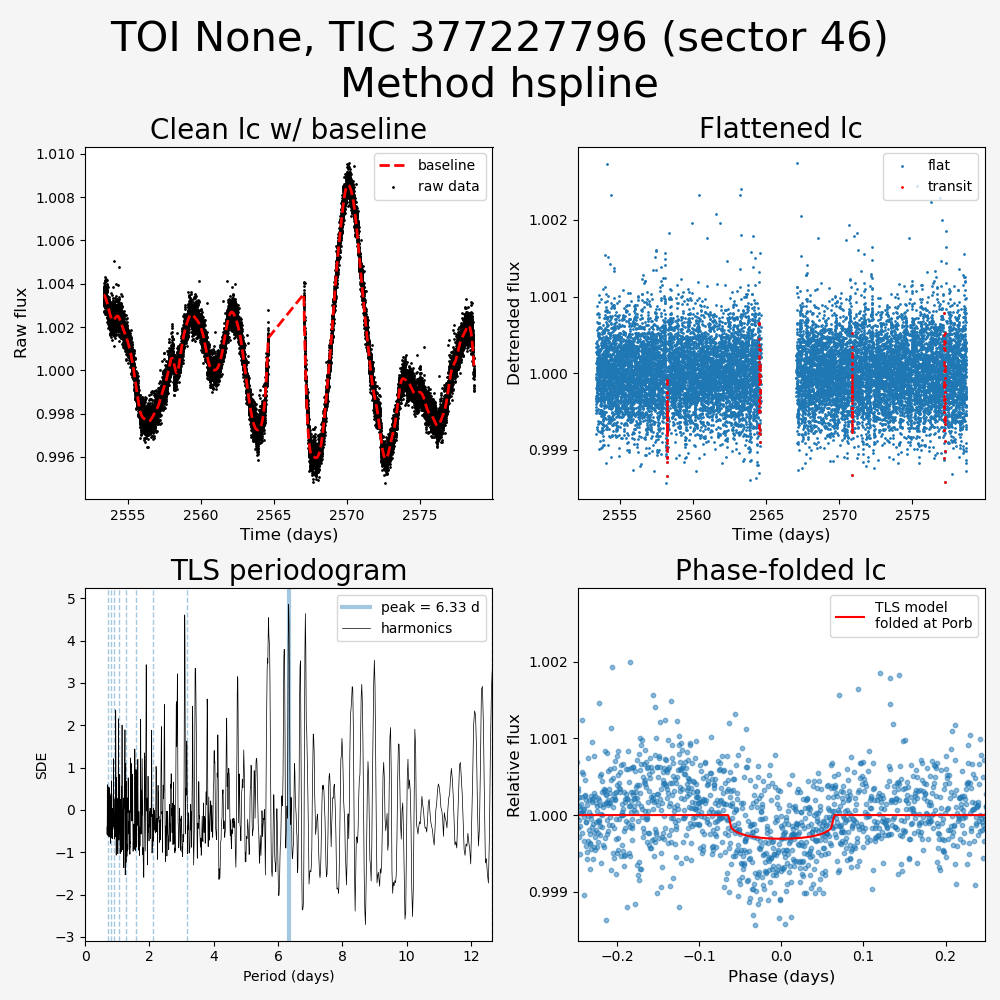 TOI None, TIC 377227796 (sector 46)
Method hspline
Clean lc w/ baseline
Raw flux
1.010
1.008
1.006
1.004
1.002
1.000
0.998
0.996
baseline
raw data
2555
2560
2565
2570
2575
Time (days)
Flattened lc
Detrended flux
1.002
1.001
1.000
0.999
flat
transit
2555
2560
2565
2570
2575
Time (days)
TLS periodogram
SDE
5
4
3
2
1
0
−1
−2
−3
peak = 6.33 d
harmonics
0
2
4
6
8
10
12
Period (days)
Phase-folded lc
Relative flux
1.002
1.001
1.000
0.999
TLS model
folded at Porb
−0.2
−0.1
0.0
0.1
0.2
Phase (days)